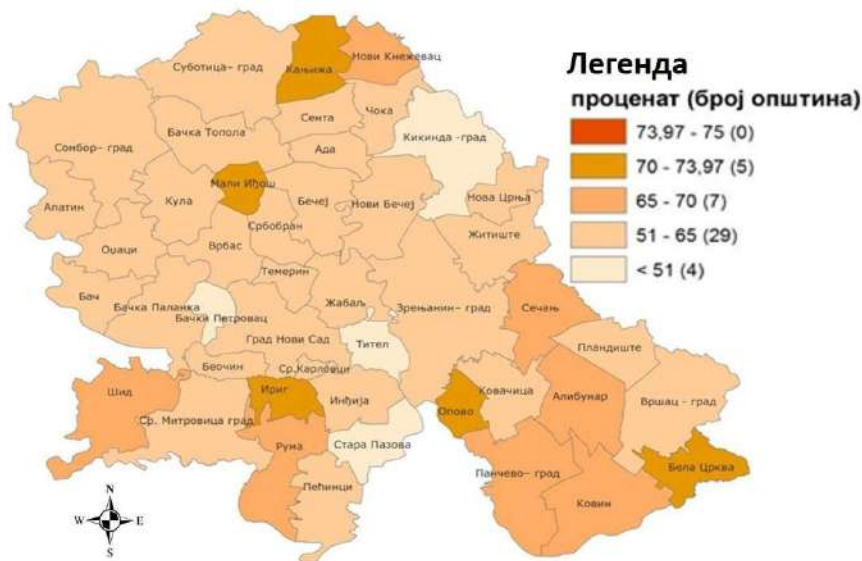 Суботица- град
Кањижа
Нови Кнежевац
Сента
Чока
Кикинда -град
Бачка Топола
Сомбор- град
Ада
Мали Иђош
Апатин
Кула
Бечеј
Нови Бечеј
Нова Црња
Србобран
Врбас
Житиште
Оџаци
Темерин
Бач
Бачка Паланка
Бачки Петровац
Жабаљ
Зрењанин- град
Сечањ
Град Нови Сад
Тител
Пландиште
Беочин
Ср.Карловци
Шид
Ириг
Инђија
Опово
Ковачица
Алибунар
Вршац - град
Ср. Митровица град
Рума
Стара Пазова
Панчево- град
Бела Црква
Пећинци
Ковин
N
W
E
S
Легенда
проценат (број општина)
73,97 - 75 (0)
70 - 73,97 (5)
65 - 70 (7)
51 - 65 (29)
< 51 (4)